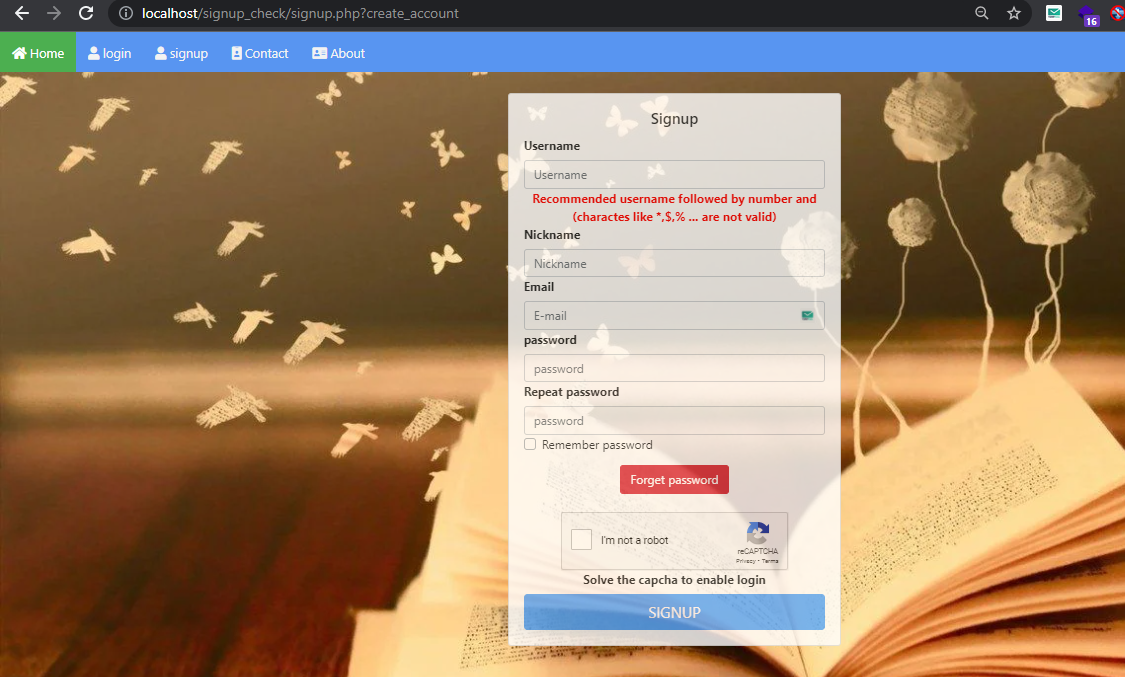 localhost/signup_check/signup.php?create_account
16
Home login signup Contact About
Signup
Username
Username
Recommended username followed by number and
(charactes like *,$,% ... are not valid)
Nickname
Nickname
Email
E-mail
password
password
Repeat password
password
Remember password
Forget password
I'm not a robot
reCAPTCHA
Privacy - Terms
Solve the capcha to enable login
SIGNUP